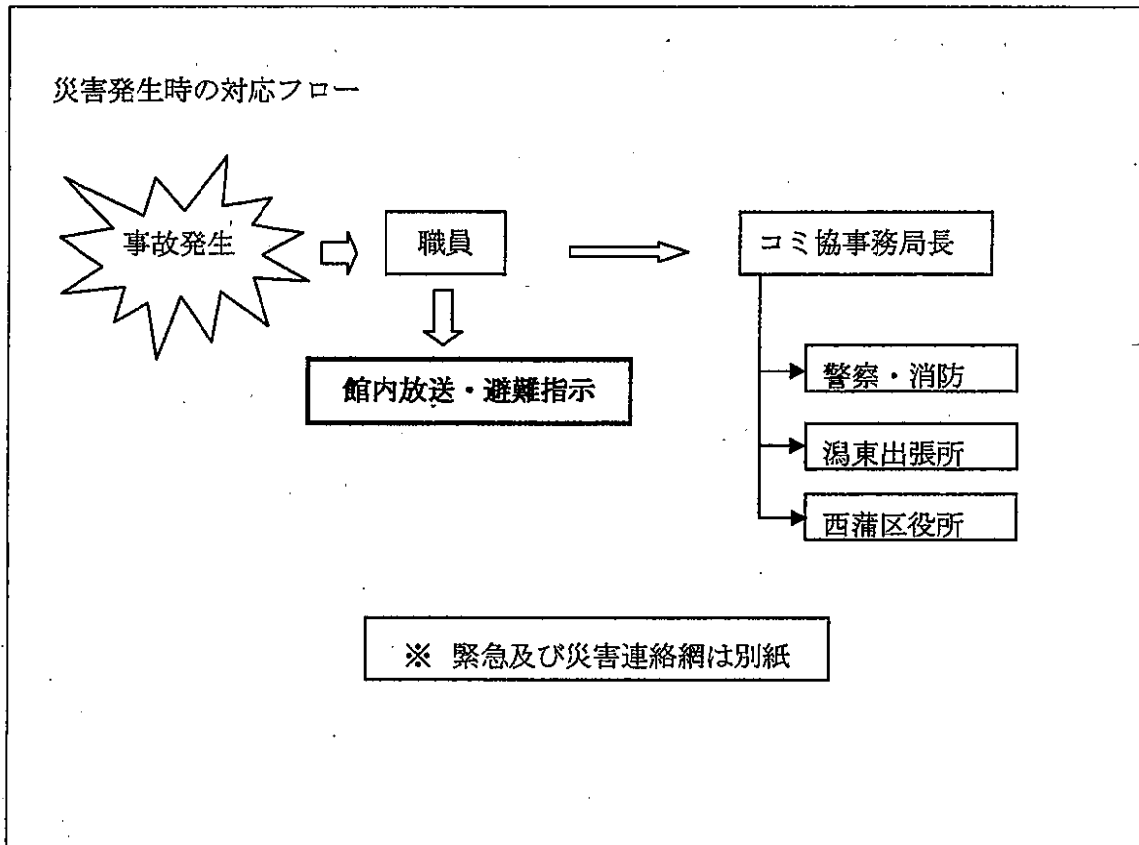 災害発生時の対応フロー
事故発生
職員
コミ協事務局長
館内放送・避難指示
警察・消防
潟東出張所
西蒲区役所
※ 緊急及び災害連絡網は別紙